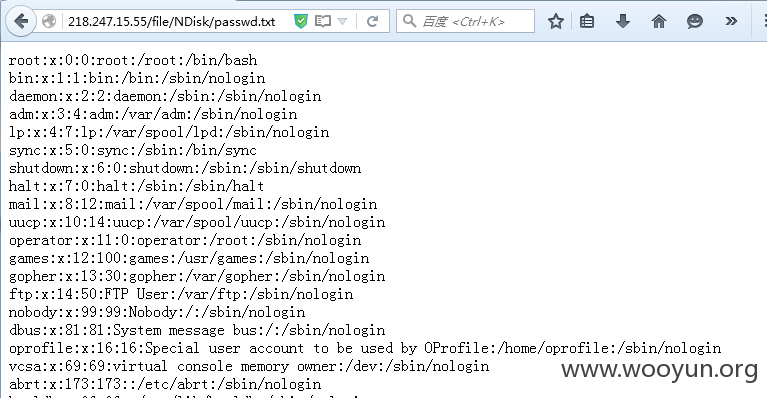 218.247.15.55/file/NDisk/passwd.txt
百度 <Ctrl+K>
root:x:0:0:root:/root:/bin/bash
bin:x:1:1:bin:/bin:/sbin/nologin
daemon:x:2:2:daemon:/sbin:/sbin/nologin
adm:x:3:4:adm:/var/adm:/sbin/nologin
lp:x:4:7:lp:/var/spool/lpd:/sbin/nologin
sync:x:5:0:sync:/sbin:/bin/sync
shutdown:x:6:0:shutdown:/sbin:/sbin/shutdown
halt:x:7:0:halt:/sbin:/sbin/halt
mail:x:8:12:mail:/var/spool/mail:/sbin/nologin
uucp:x:10:14:uucp:/var/spool/uucp:/sbin/nologin
operator:x:11:0:operator:/root:/sbin/nologin
games:x:12:100:games:/usr/games:/sbin/nologin
gopher:x:13:30:gopher:/var/gopher:/sbin/nologin
ftp:x:14:50:FTP User:/var/ftp:/sbin/nologin
nobody:x:99:99:Nobody:/:/sbin/nologin
dbus:x:81:81:System message bus:/:/sbin/nologin
oprofile:x:16:16:Special user account to be used by OProfile:/home/oprofile:/sbin/nologin
vcsa:x:69:69:virtual console memory owner:/dev:/sbin/nologin
abrt:x:173:173::/etc/abrt:/sbin/nologin
www.wooyun.org